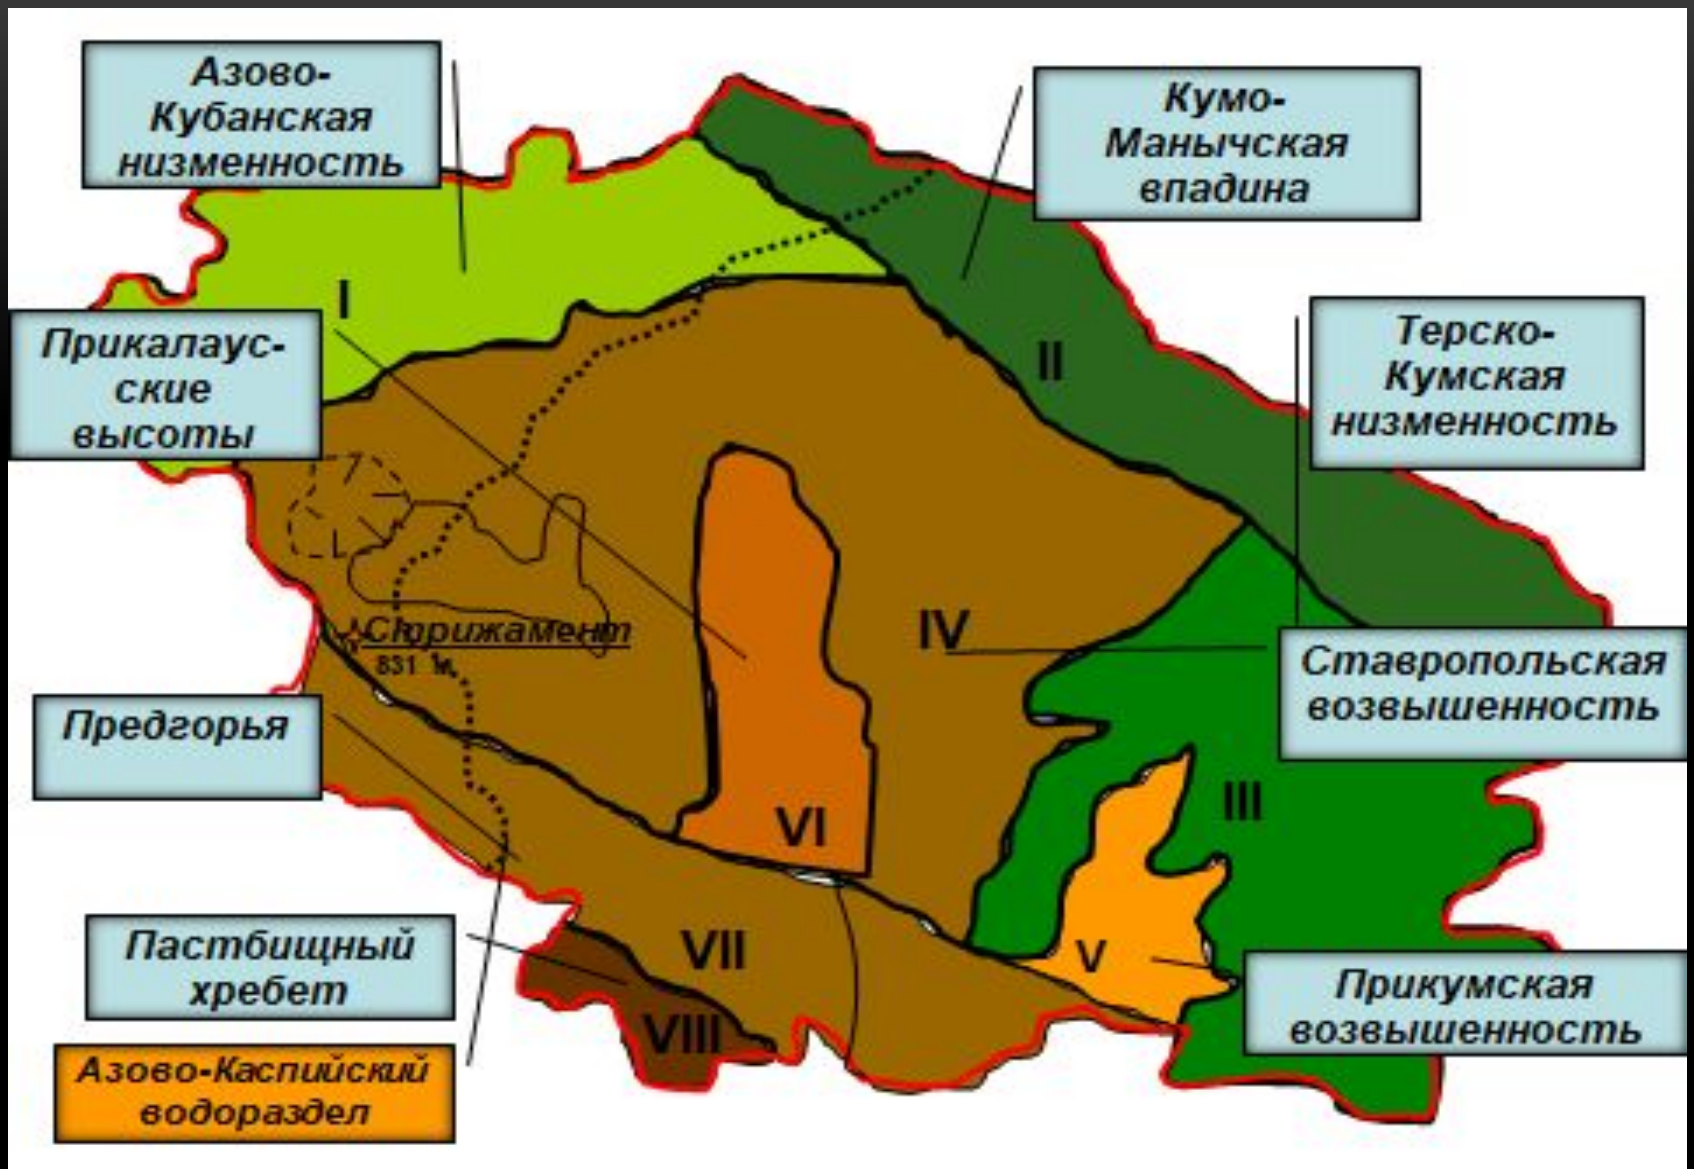 Азово-
Кубанская
низменность
Кумо-
Манычская
впадина
I
Прикалаус-
ские
высоты
II
Терско-
Кумская
низменность
Стрижамент
831 м.
IV
Ставропольская
возвышенность
Предгорья
VI
III
Пастбищный
хребет
VII
V
Прикумская
возвышенность
VIII
Азово-Каспийский
водораздел